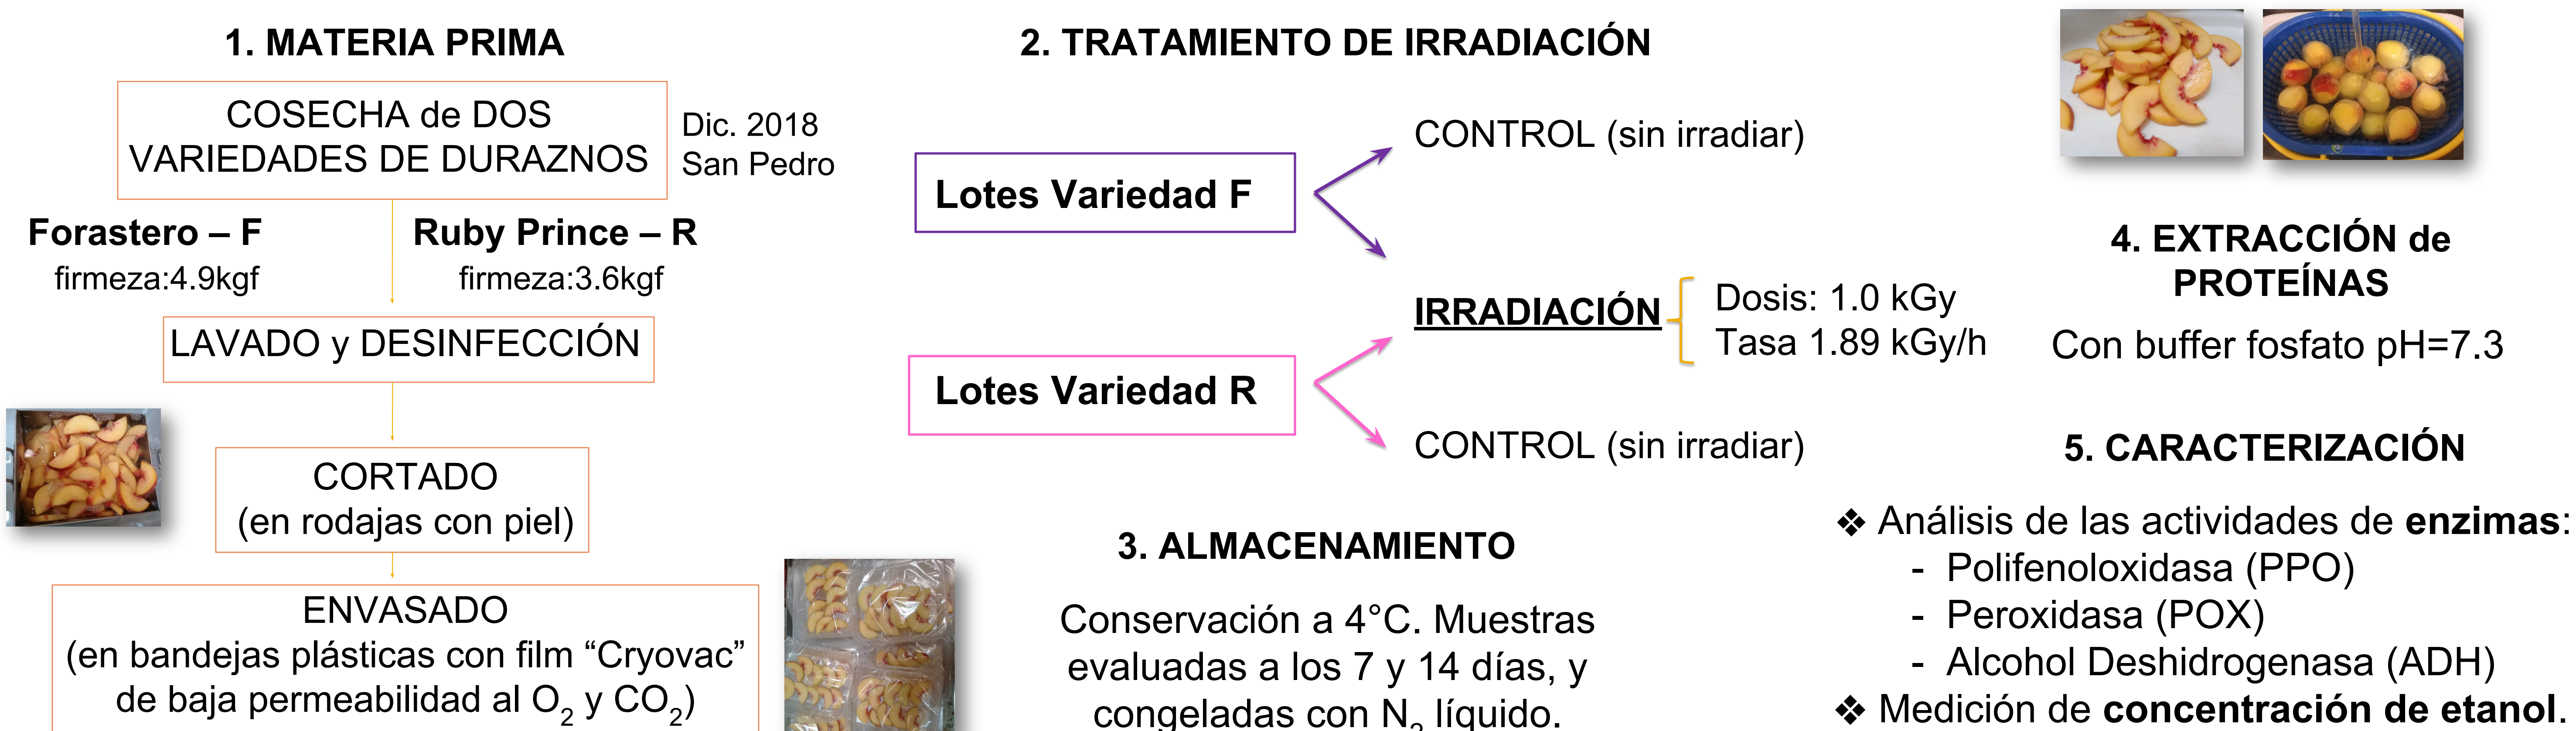 1. MATERIA PRIMA
COSECHA de DOS
VARIEDADES DE DURAZNOS
Dic. 2018
San Pedro
Forastero – F
firmeza:4.9kgf
Ruby Prince – R
firmeza:3.6kgf
LAVADO y DESINFECCIÓN
CORTADO
(en rodajas con piel)
ENVASADO
(en bandejas plásticas con film “Cryovac”
de baja permeabilidad al O₂ y CO₂)
2. TRATAMIENTO DE IRRADIACIÓN
Lotes Variedad F
CONTROL (sin irradiar)
IRRADIACIÓN
Dosis: 1.0 kGy
Tasa 1.89 kGy/h
Lotes Variedad R
CONTROL (sin irradiar)
3. ALMACENAMIENTO
Conservación a 4°C. Muestras
evaluadas a los 7 y 14 días, y
congeladas con N₂ líquido.
4. EXTRACCIÓN de
PROTEÍNAS
Con buffer fosfato pH=7.3
5. CARACTERIZACIÓN
❖ Análisis de las actividades de enzimas:
- Polifenoloxidasa (PPO)
- Peroxidasa (POX)
- Alcohol Deshidrogenasa (ADH)
❖ Medición de concentración de etanol.